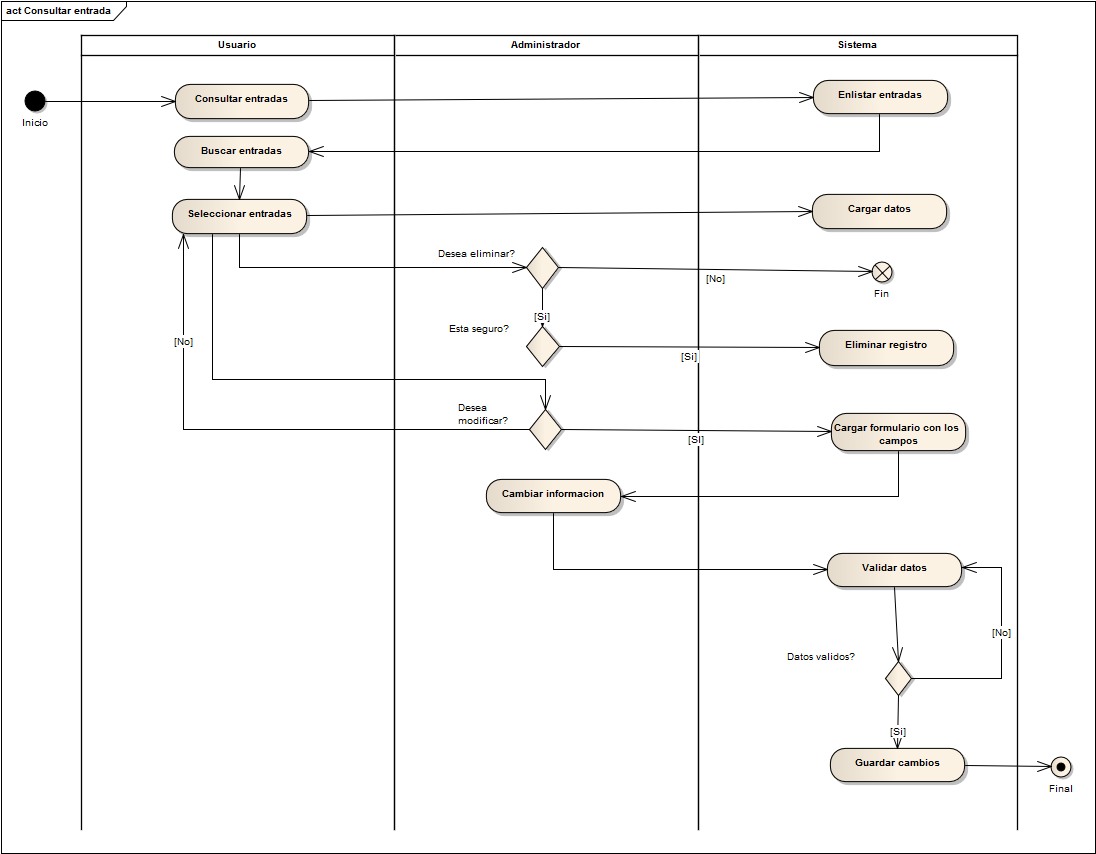 act Consultar entrada
Usuario
Administrador
Sistema
Inicio
Consultar entradas
Enlistar entradas
Buscar entradas
Seleccionar entradas
Cargar datos
Desea eliminar?
[No]
Fin
[Si]
Esta seguro?
[Si]
Eliminar registro
[No]
Desea
modificar?
[SI]
Cargar formulario con los
campos
Cambiar informacion
Validar datos
[No]
Datos validos?
[Si]
Guardar cambios
Final